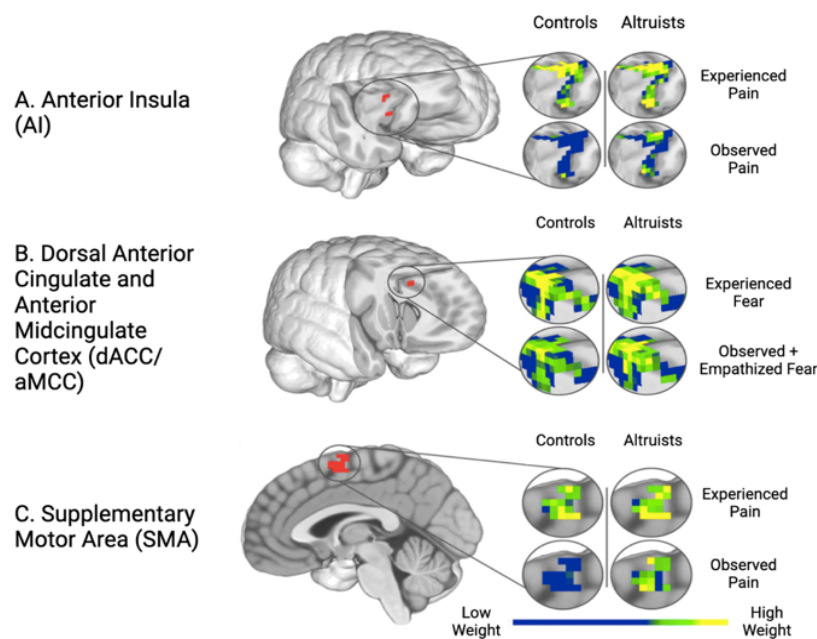 Controls Altruists
A. Anterior Insula
(AI)
Experienced
Pain
Observed
Pain
Controls Altruists
B. Dorsal Anterior
Cingulate and
Anterior
Midcingulate
Cortex (dACC/
aMCC)
Experienced
Fear
Observed +
Empathized Fear
Controls Altruists
C. Supplementary
Motor Area (SMA)
Experienced
Pain
Observed
Pain
Low
Weight
High
Weight